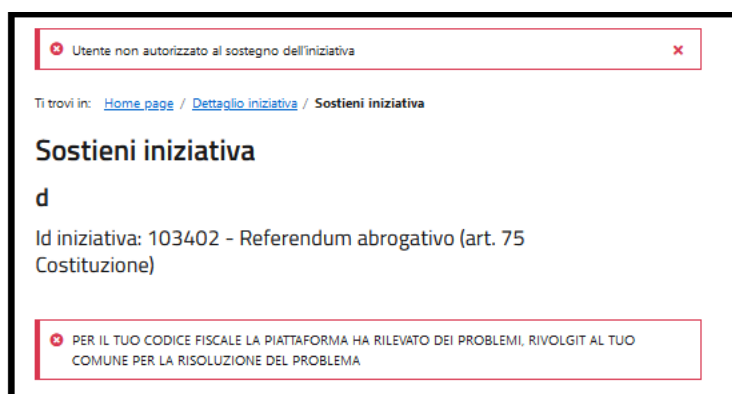 Utente non autorizzato al sostegno dell'iniziativa
Ti trovi in: Home page / Dettaglio iniziativa / Sostieni iniziativa
Sostieni iniziativa
d
Id iniziativa: 103402 - Referendum abrogativo (art. 75
Costituzione)
PER IL TUO CODICE FISCALE LA PIATTAFORMA HA RILEVATO DEI PROBLEMI, RIVOLGIT AL TUO
COMUNE PER LA RISOLUZIONE DEL PROBLEMA